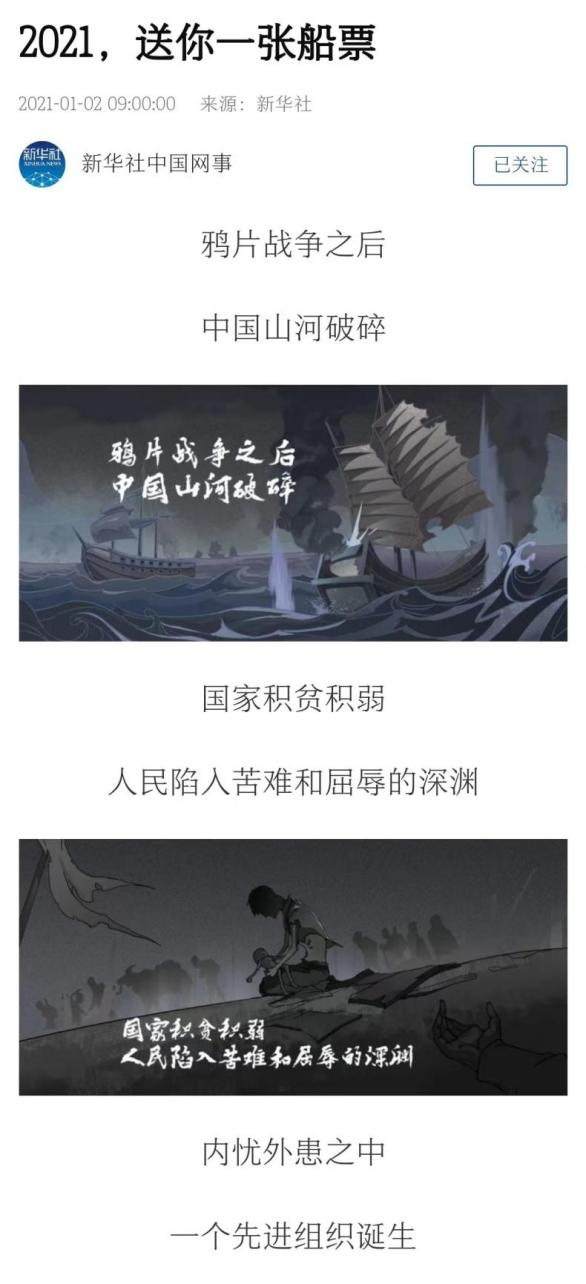 2021，送你一张船票
2021-01-02 09:00:00 来源：新华社
新华社
XINHUA NEWS
新华社中国网事
已关注
鸦片战争之后
中国山河破碎
鸦片战争之后
中国山河破碎
国家积贫积弱
人民陷入苦难和屈辱的深渊
国家积贫积弱
人民陷入苦难和屈辱的深渊
内忧外患之中
一个先进组织诞生